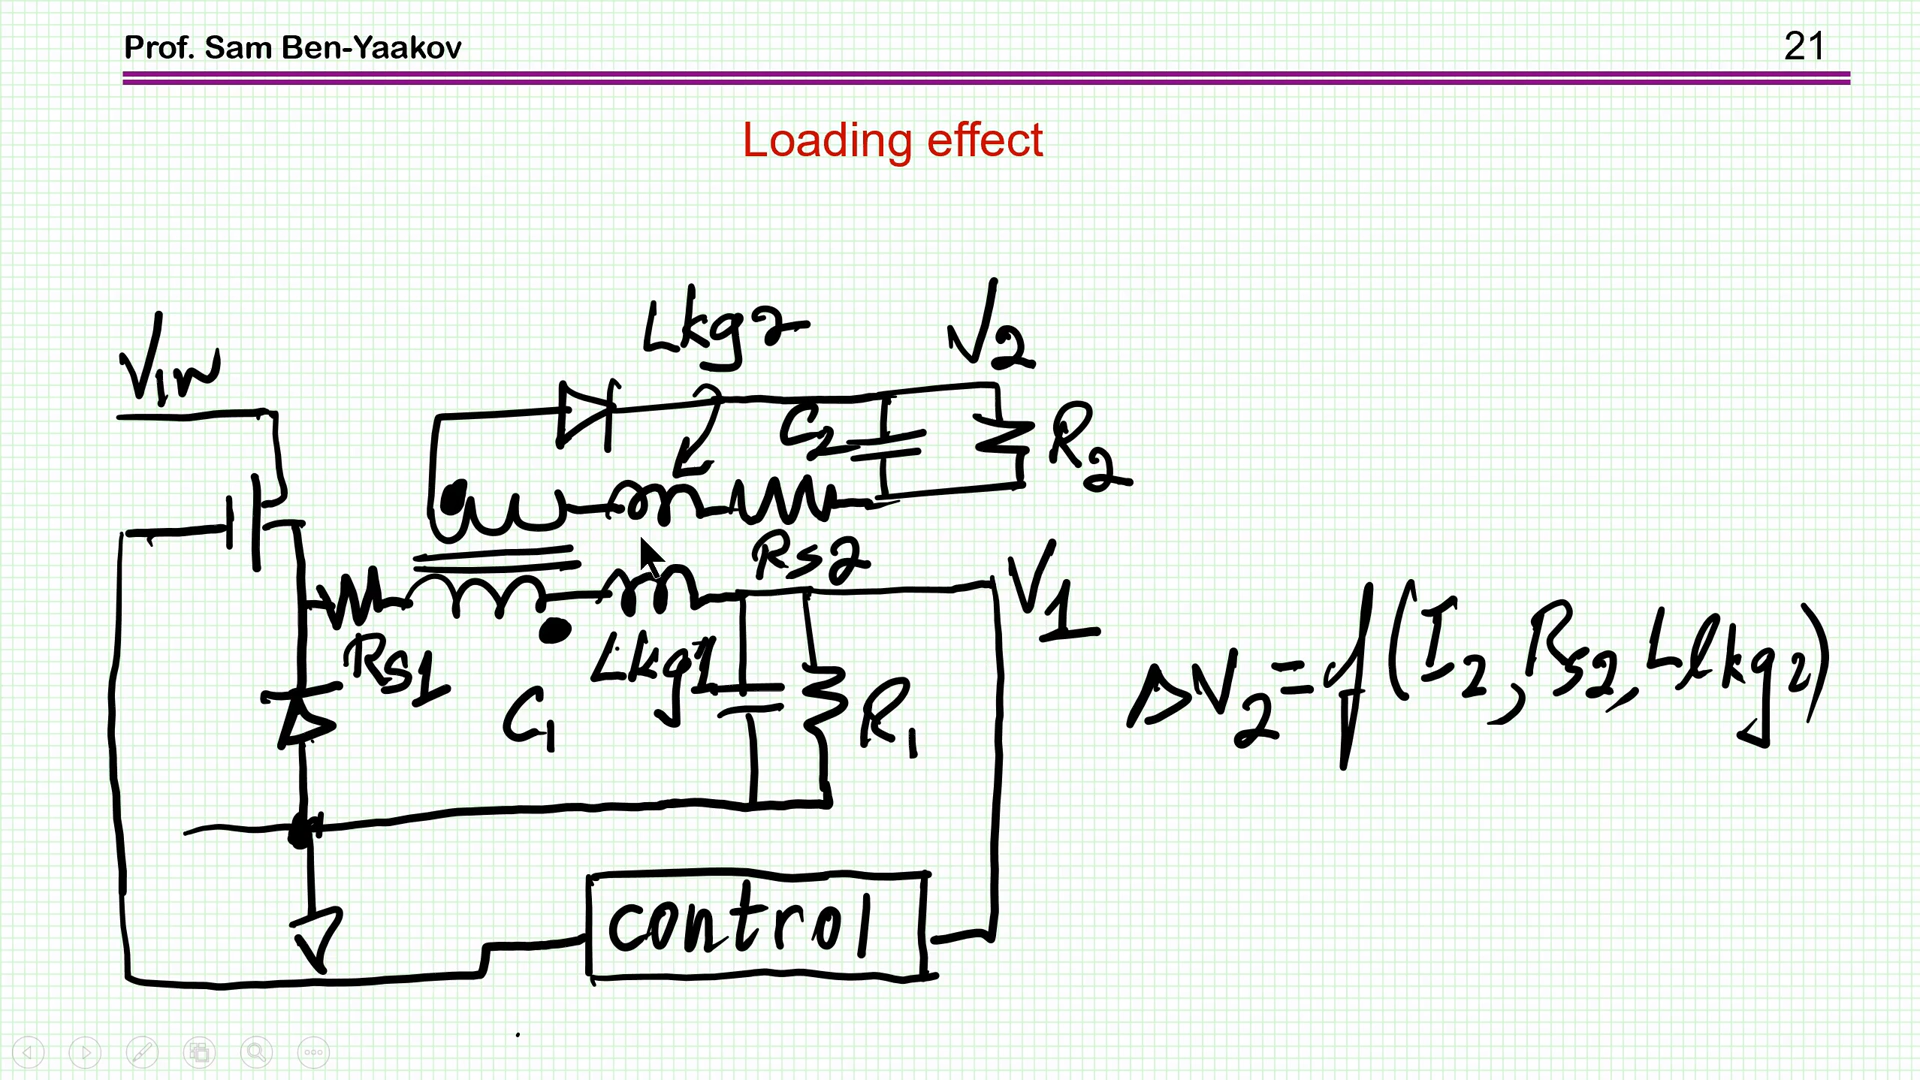 Prof. Sam Ben-Yaakov
21
Loading effect
Lkg2
V2
Vin
C2
R2
Rs2
V1
Rs1
Lkg1
C1
R1
ΔV2=f(I2,Rs2,Llkg2)
control